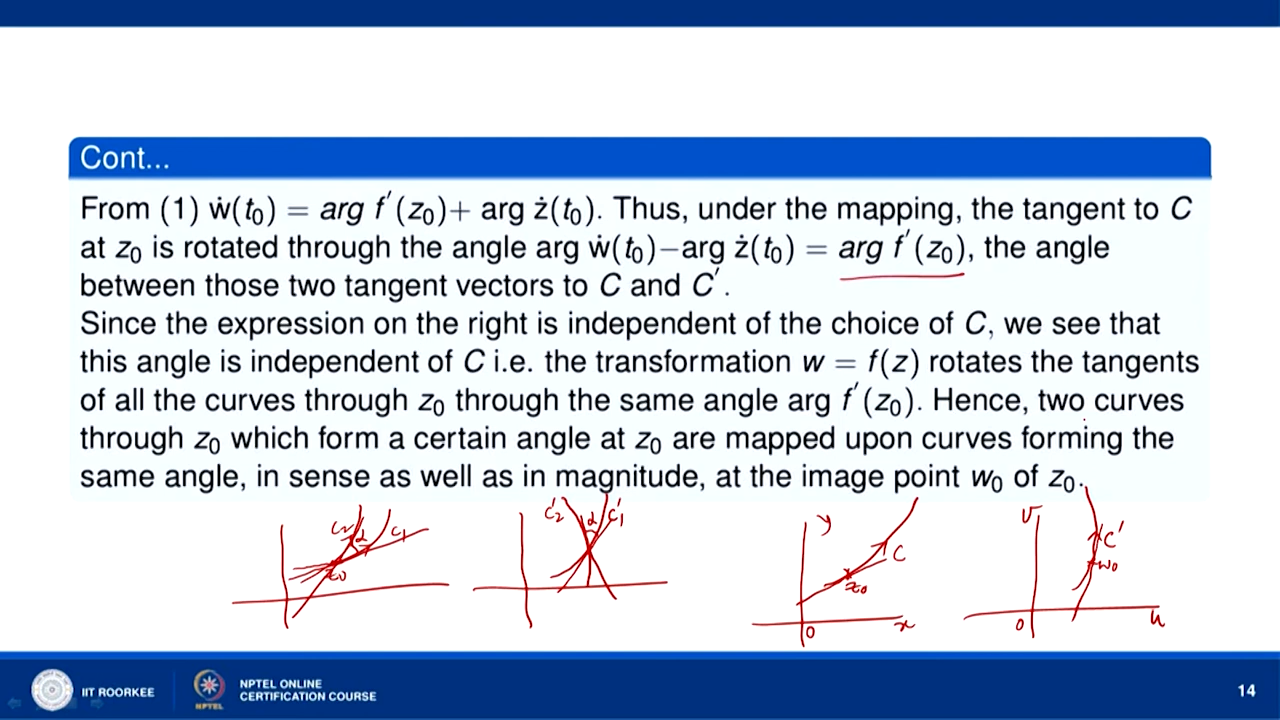 Cont...
From (1) ẇ(t₀) = arg f′(z₀)+ arg ż(t₀). Thus, under the mapping, the tangent to C
at z₀ is rotated through the angle arg ẇ(t₀)−arg ż(t₀) = arg f′(z₀), the angle
between those two tangent vectors to C and C′.
Since the expression on the right is independent of the choice of C, we see that
this angle is independent of C i.e. the transformation w = f(z) rotates the tangents
of all the curves through z₀ through the same angle arg f′(z₀). Hence, two curves
through z₀ which form a certain angle at z₀ are mapped upon curves forming the
same angle, in sense as well as in magnitude, at the image point w₀ of z₀.
C₂ α C₁
z₀
C₂′ α C₁′
y
C
z₀
0 x
v
C′
w₀
0 u
IIT ROORKEE
NPTEL
NPTEL ONLINE
CERTIFICATION COURSE
14